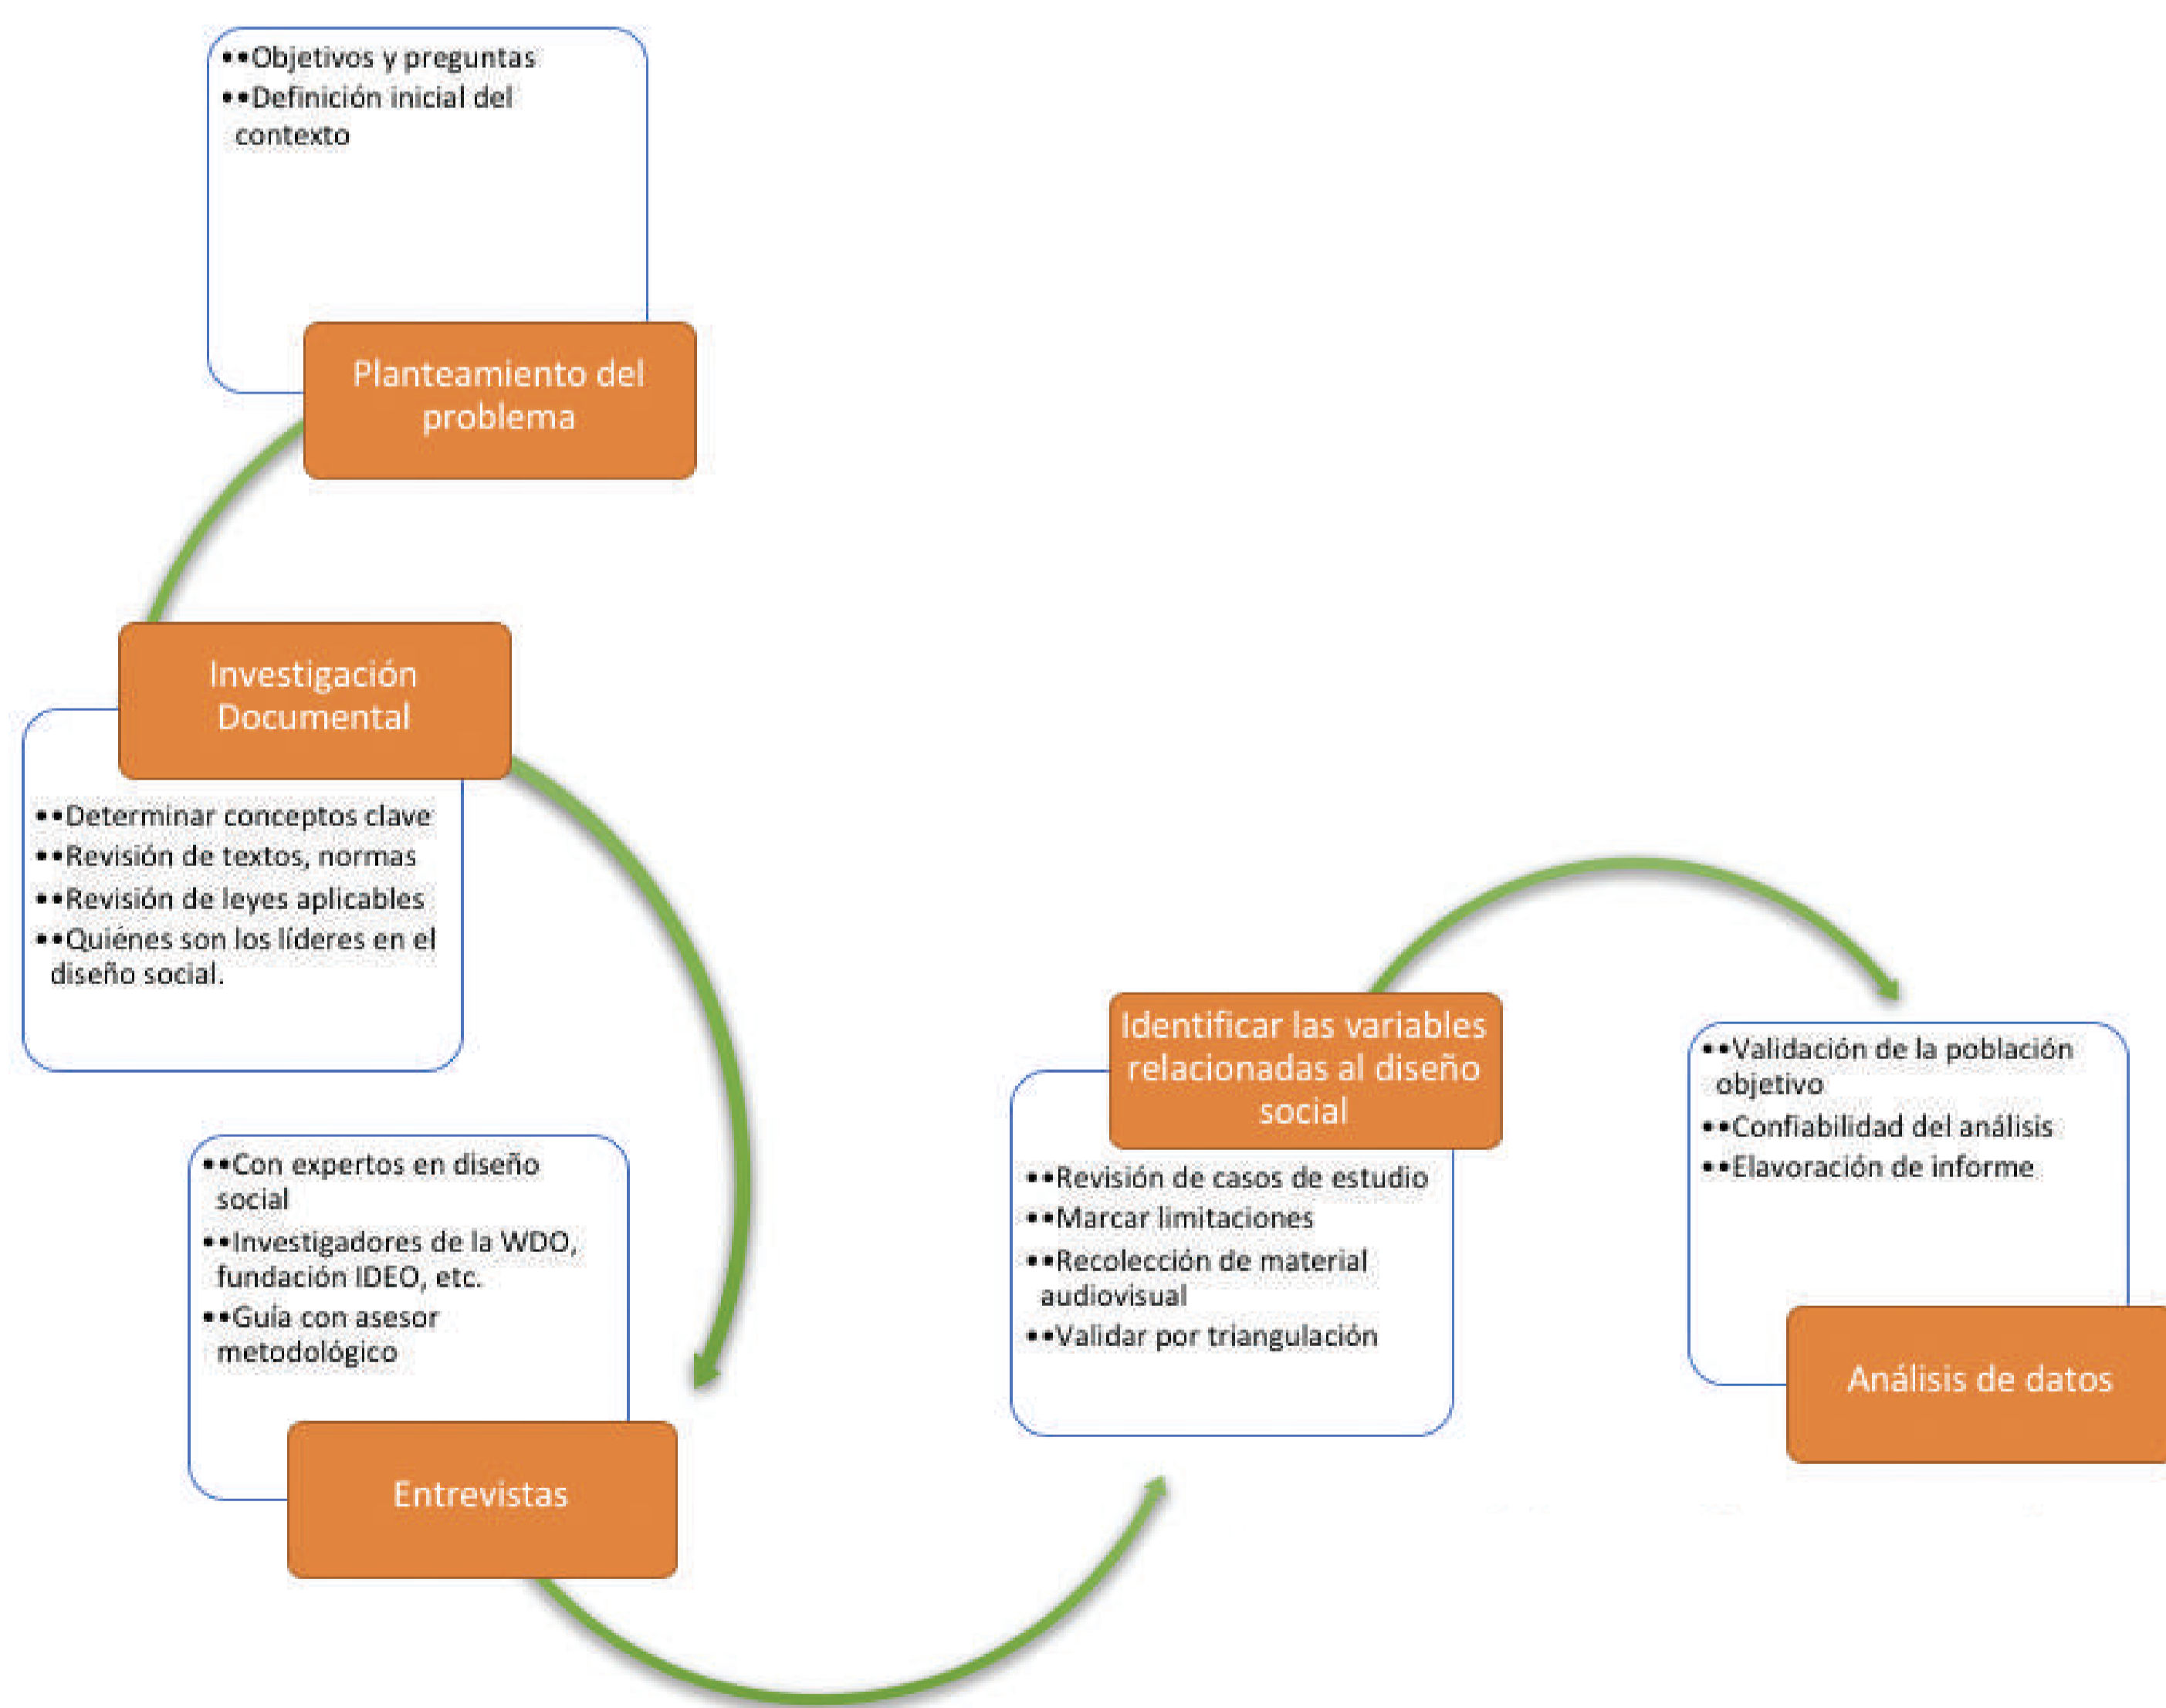 ••Objetivos y preguntas
••Definición inicial del
contexto
Planteamiento del
problema
Investigación
Documental
••Determinar conceptos clave
••Revisión de textos, normas
••Revisión de leyes aplicables
••Quiénes son los líderes en el
diseño social.
••Con expertos en diseño
social
••Investigadores de la WDO,
fundación IDEO, etc.
••Guía con asesor
metodológico
Entrevistas
Identificar las variables
relacionadas al diseño
social
••Revisión de casos de estudio
••Marcar limitaciones
••Recolección de material
audiovisual
••Validar por triangulación
••Validación de la población
objetivo
••Confiabilidad del análisis
••Elavoración de informe
Análisis de datos